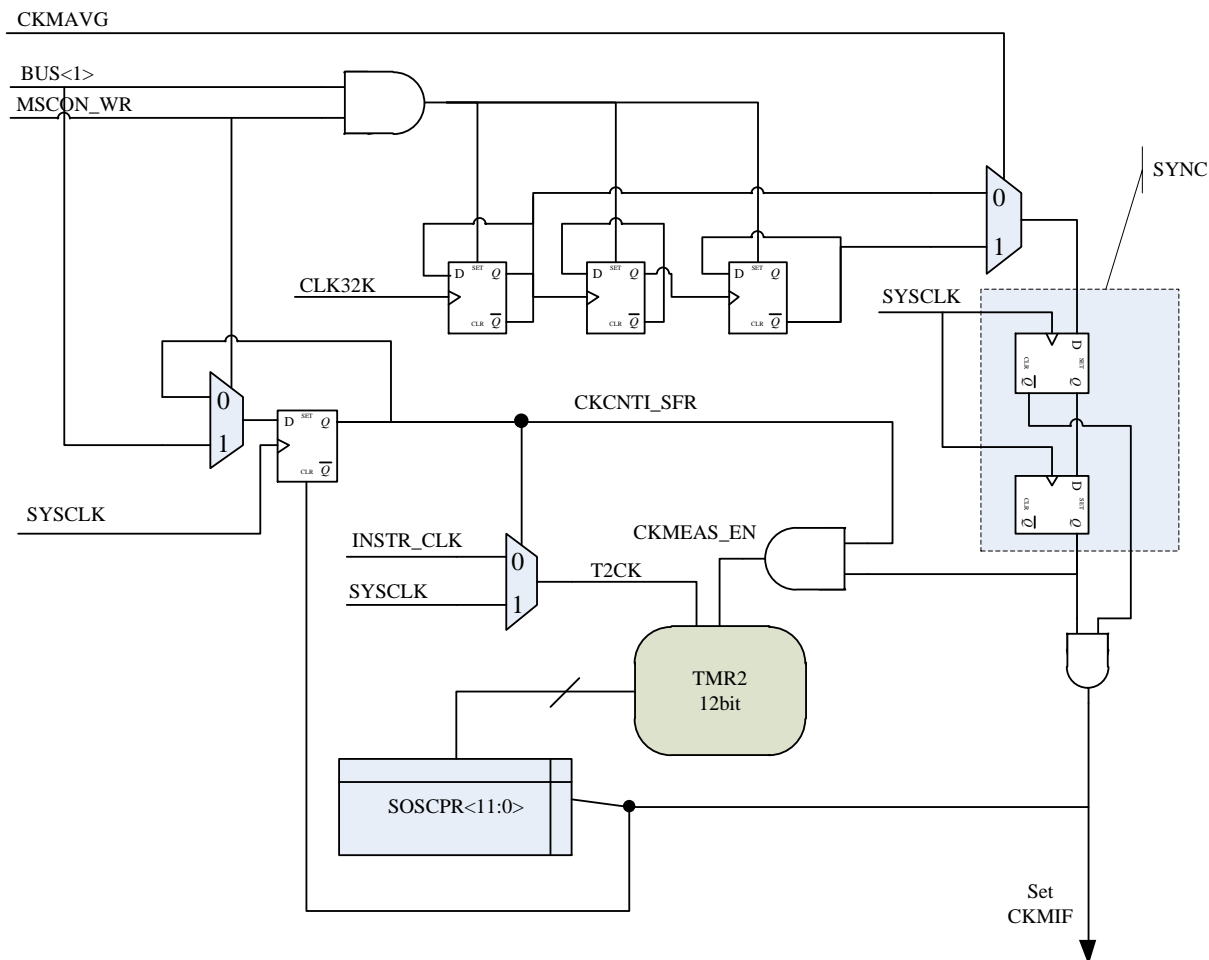 CKMAVG
BUS<1>
MSCON_WR
SYNC
0
1
D SET Q
CLR Q
D SET Q
CLR Q
D SET Q
CLR Q
CLK32K
SYSCLK
D
SET
CLR
Q
Q
0
1
D SET Q
CLR Q
CKCNTI_SFR
D
SET
CLR
Q
Q
SYSCLK
INSTR_CLK
SYSCLK
0
1
T2CK
CKMEAS_EN
TMR2
12bit
SOSCPR<11:0>
Set
CKMIF